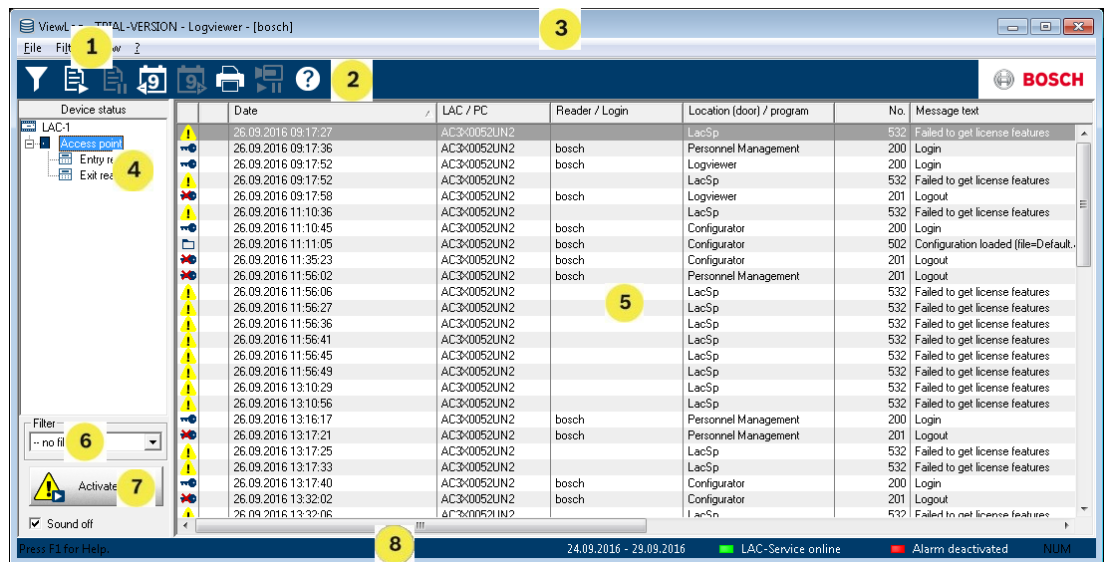 ViewL TRIAL-VERSION - Logviewer - [bosch]
3
File Filt 1 w ?
2
BOSCH
Device status
LAC-1
Access point
Entry re
Exit rea
4
Date LAC / PC Reader / Login Location (door) / program No. Message text
26.09.2016 09:17:27 AC3X0052UN2 LacSp 532 Failed to get license features
26.09.2016 09:17:36 AC3X0052UN2 bosch Personnel Management 200 Login
26.09.2016 09:17:52 AC3X0052UN2 bosch Logviewer 200 Login
26.09.2016 09:17:52 AC3X0052UN2 LacSp 532 Failed to get license features
26.09.2016 09:17:58 AC3X0052UN2 bosch Logviewer 201 Logout
26.09.2016 11:10:36 AC3X0052UN2 LacSp 532 Failed to get license features
26.09.2016 11:10:45 AC3X0052UN2 bosch Configurator 200 Login
26.09.2016 11:11:05 AC3X0052UN2 bosch Configurator 502 Configuration loaded (file=Default.
26.09.2016 11:35:23 AC3X0052UN2 bosch Configurator 201 Logout
26.09.2016 11:56:02 AC3X0052UN2 bosch Personnel Management 201 Logout
26.09.2016 11:56:06 AC3X0052UN2 LacSp 532 Failed to get license features
26.09.2016 11:56:27 AC3X0052UN2 5 LacSp 532 Failed to get license features
26.09.2016 11:56:36 AC3X0052UN2 LacSp 532 Failed to get license features
26.09.2016 11:56:41 AC3X0052UN2 LacSp 532 Failed to get license features
26.09.2016 11:56:45 AC3X0052UN2 LacSp 532 Failed to get license features
26.09.2016 11:56:49 AC3X0052UN2 LacSp 532 Failed to get license features
26.09.2016 13:10:29 AC3X0052UN2 LacSp 532 Failed to get license features
26.09.2016 13:10:56 AC3X0052UN2 LacSp 532 Failed to get license features
26.09.2016 13:16:17 AC3X0052UN2 bosch Personnel Management 200 Login
26.09.2016 13:17:21 AC3X0052UN2 bosch Personnel Management 201 Logout
26.09.2016 13:17:25 AC3X0052UN2 LacSp 532 Failed to get license features
26.09.2016 13:17:33 AC3X0052UN2 LacSp 532 Failed to get license features
26.09.2016 13:17:40 AC3X0052UN2 bosch Configurator 200 Login
26.09.2016 13:32:02 AC3X0052UN2 bosch Configurator 201 Logout
26.09.2016 13:32:06 AC3X0052UN2 LacSp 532 Failed to get license features
Filter
-- no fil 6
Activate 7
Sound off
8
Press F1 for Help. 24.09.2016 - 29.09.2016 LAC-Service online Alarm deactivated NUM